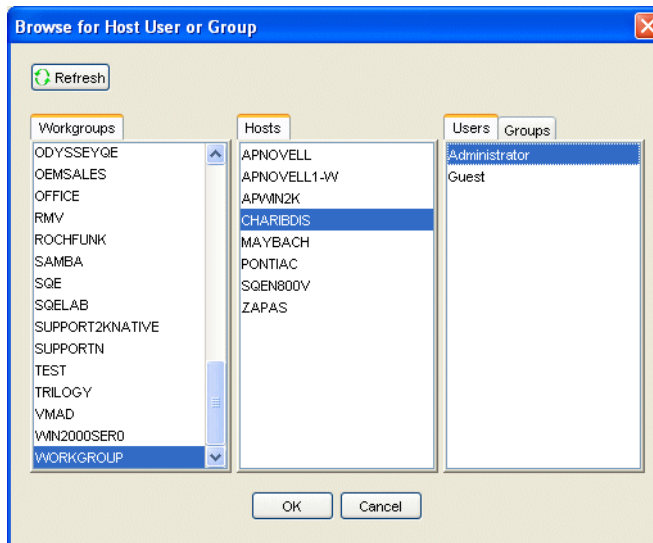 Browse for Host User or Group
Refresh
Workgroups
ODYSSEYQE
OEMSALES
OFFICE
RMV
ROCHFUNK
SAMBA
SQE
SQELAB
SUPPORT2KNATIVE
SUPPORTN
TEST
TRILOGY
VMAD
WIN2000SER0
WORKGROUP
Hosts
APNOVELL
APNOVELL1-W
APWIN2K
CHARIBDIS
MAYBACH
PONTIAC
SQEN800V
ZAPAS
Users Groups
Administrator
Guest
OK Cancel